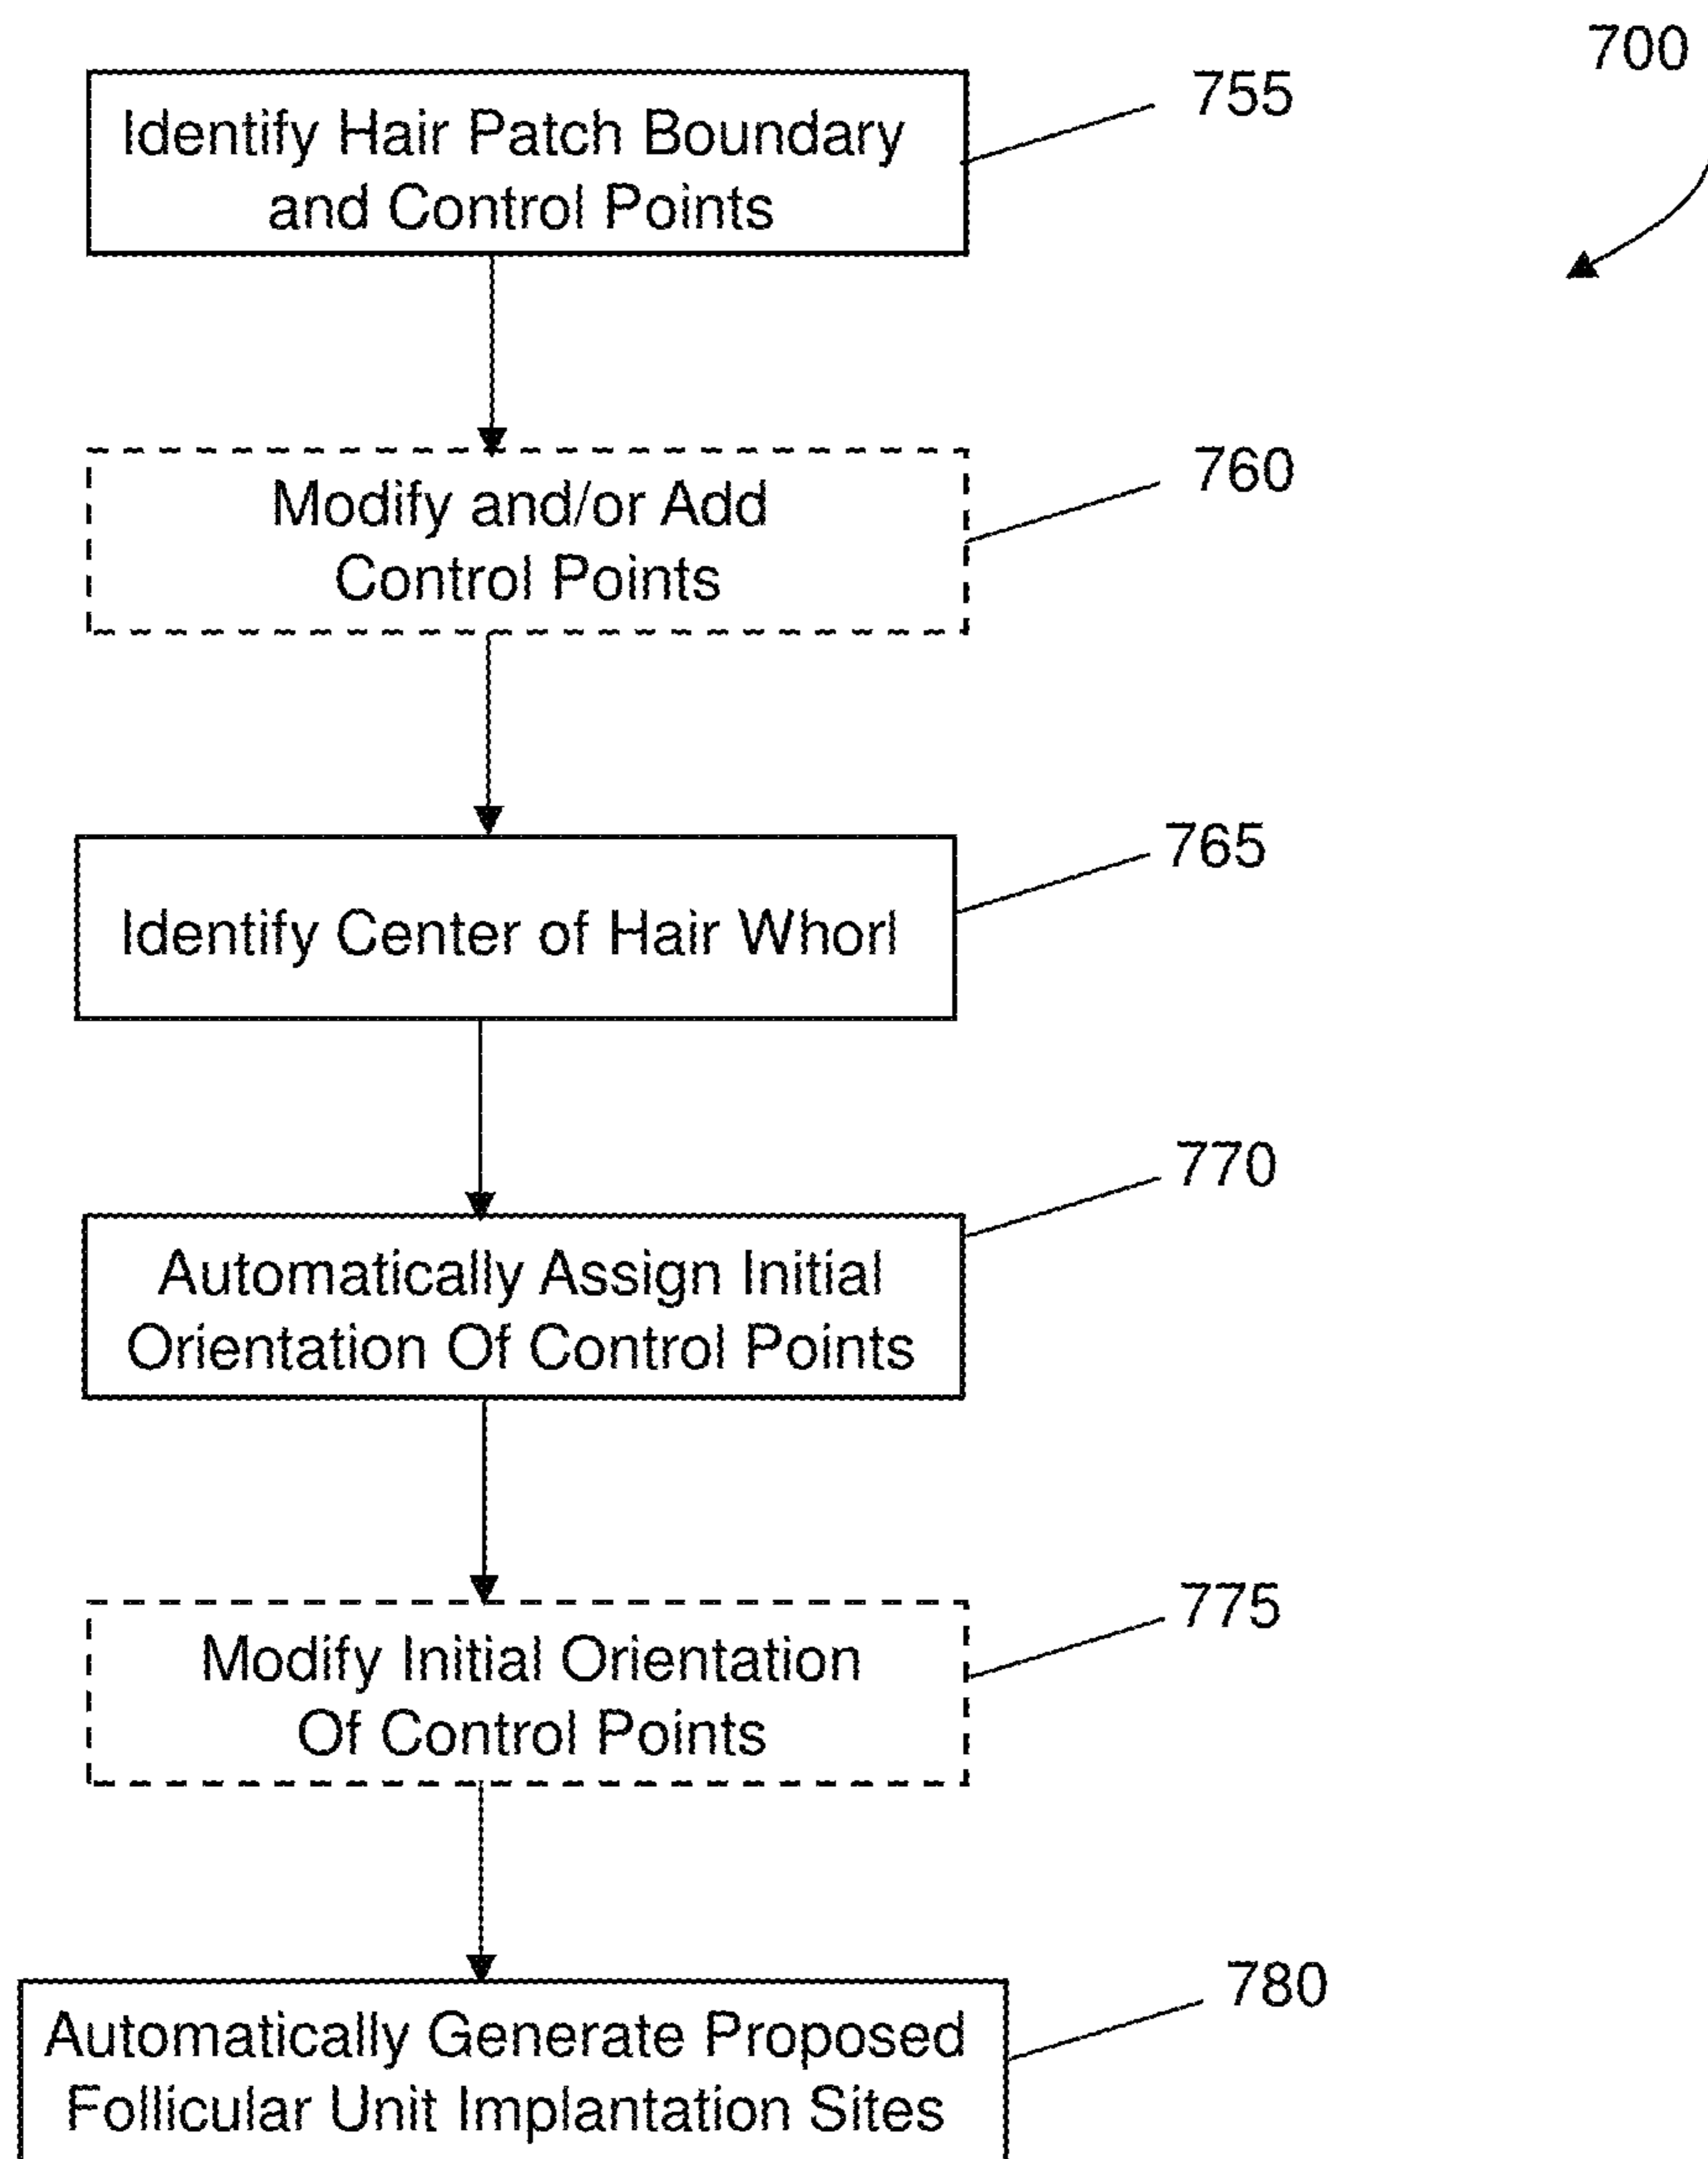 700
Identify Hair Patch Boundary
and Control Points
755
Modify and/or Add
Control Points
760
Identify Center of Hair Whorl
765
Automatically Assign Initial
Orientation Of Control Points
770
Modify Initial Orientation
Of Control Points
775
Automatically Generate Proposed
Follicular Unit Implantation Sites
780